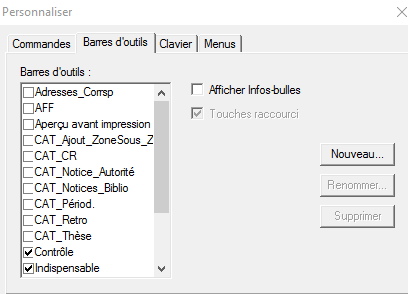 Personnaliser
Commandes Barres d'outils Clavier Menus
Barres d'outils :
Adresses_Corrsp
AFF
Aperçu avant impression
CAT_Ajout_ZoneSous_Z
CAT_CR
CAT_Notice_Autorité
CAT_Notices_Biblio
CAT_Périod.
CAT_Retro
CAT_Thèse
Contrôle
Indispensable
Afficher Infos-bulles
Touches raccourci
Nouveau...
Renommer...
Supprimer